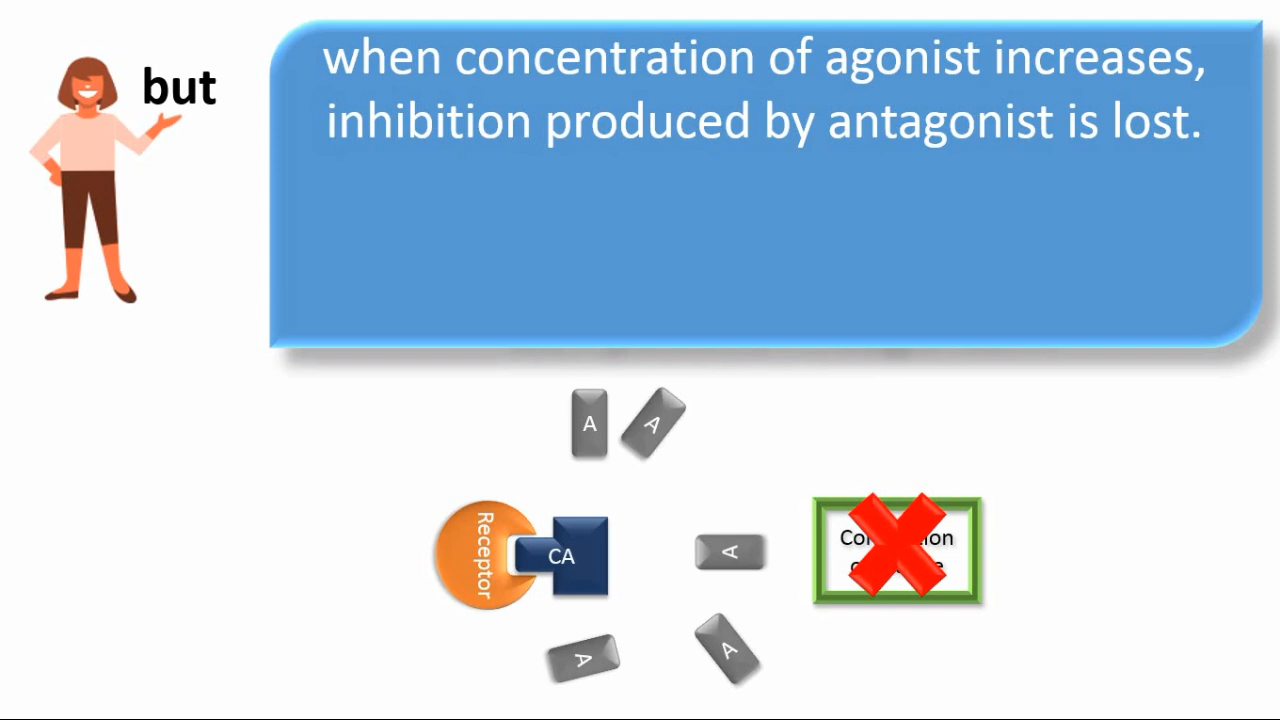 but
when concentration of agonist increases,
inhibition produced by antagonist is lost.
A
A
Receptor
CA
A
A
A